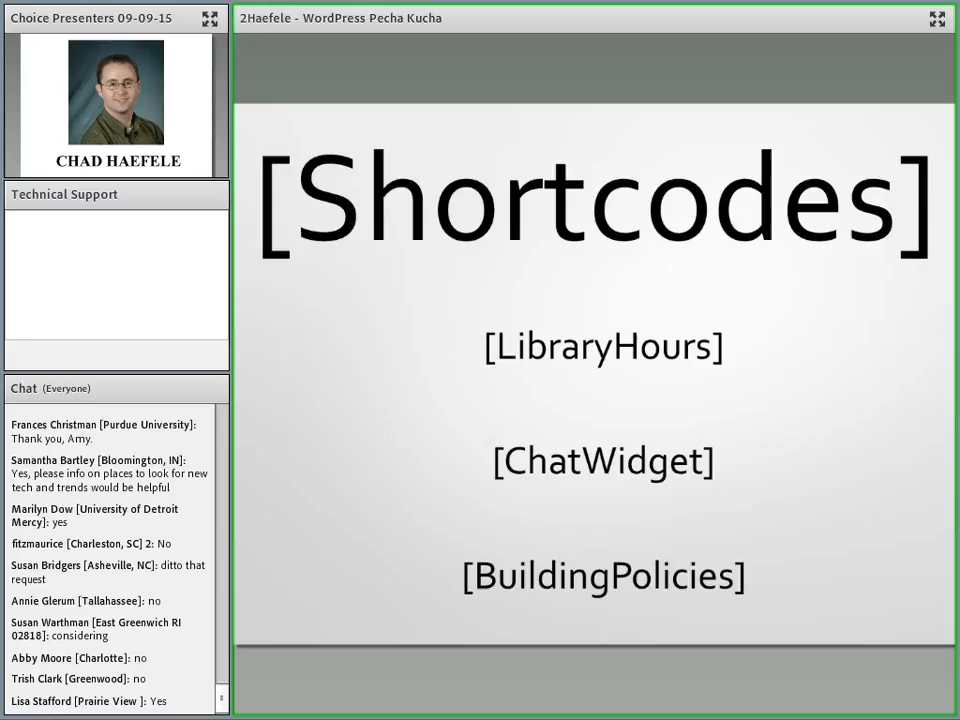 Choice Presenters 09-09-15
CHAD HAEFELE
Technical Support
Chat (Everyone)
Frances Christman [Purdue University]:
Thank you, Amy.
Samantha Bartley [Bloomington, IN]:
Yes, please info on places to look for new
tech and trends would be helpful
Marilyn Dow [University of Detroit
Mercy]: yes
fitzmaurice [Charleston, SC] 2: No
Susan Bridgers [Asheville, NC]: ditto that
request
Annie Glerum [Tallahassee]: no
Susan Warthman [East Greenwich RI
02818]: considering
Abby Moore [Charlotte]: no
Trish Clark [Greenwood]: no
Lisa Stafford [Prairie View ]: Yes
2Haefele - WordPress Pecha Kucha
[Shortcodes]
[LibraryHours]
[ChatWidget]
[BuildingPolicies]